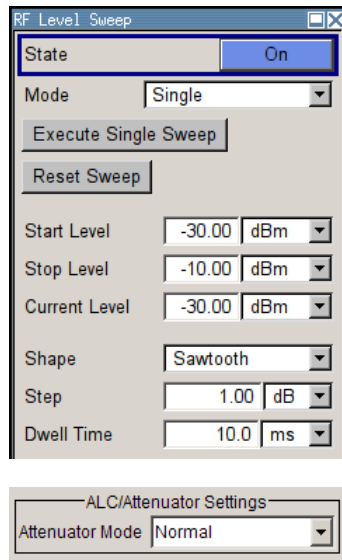 RF Level Sweep
State On
Mode Single
Execute Single Sweep
Reset Sweep
Start Level -30.00 dBm
Stop Level -10.00 dBm
Current Level -30.00 dBm
Shape Sawtooth
Step 1.00 dB
Dwell Time 10.0 ms
ALC/Attenuator Settings
Attenuator Mode Normal